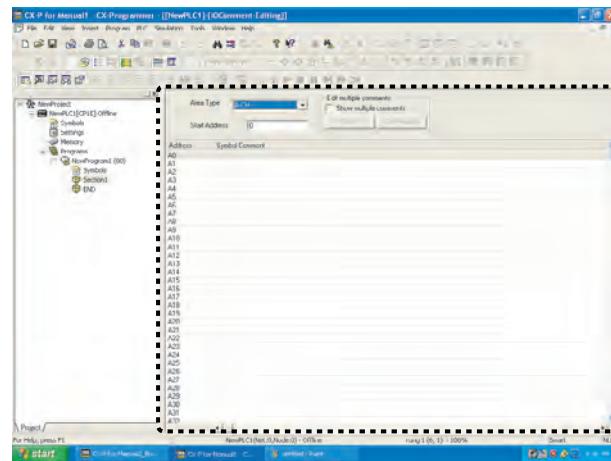 CX-P for Manual1 - CX-Programmer - [[NewPLC1]-[IOComment-Editing]]
File Edit View Insert Program PLC Simulation Tools Window Help
NewProject
NewPLC1[CP1E] Offline
Symbols
Settings
Memory
Programs
NewProgram1 (00)
Symbols
Section1
END
Area Type
Edit multiple comments
Show multiple comments
Start Address 0
Address Symbol Comment
A0
A1
A2
A3
A4
A5
A6
A7
A8
A9
A10
A11
A12
A13
A14
A15
A16
A17
A18
A19
A20
A21
A22
A23
A24
A25
A26
A27
A28
A29
A30
A31
A32
Project
For Help, press F1
NewPLC1(Net:0,Node:0) - Offline
rung 1 (6, 1) - 100%
Smart
start